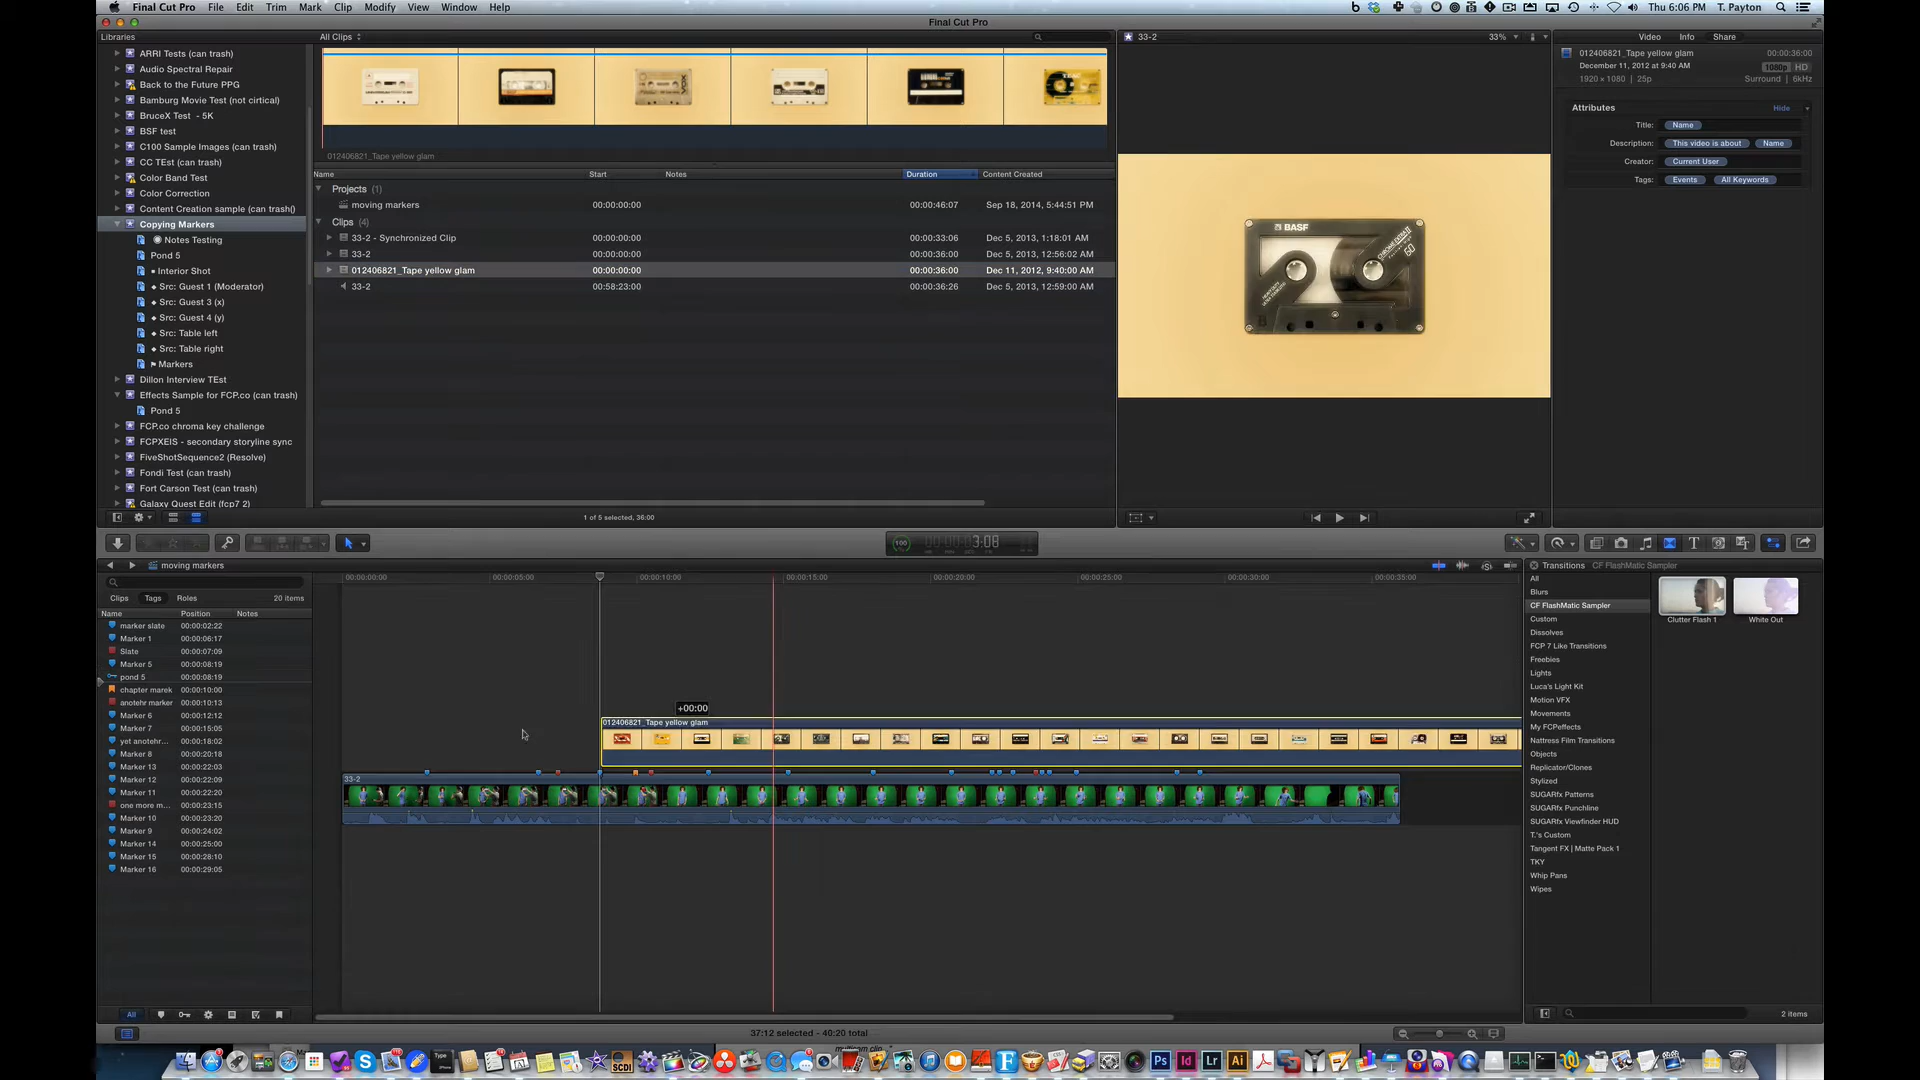 Final Cut Pro File Edit Trim Mark Clip Modify View Window Help Thu 6:06 PM T. Payton
Final Cut Pro
Libraries
ARRI Tests (can trash)
Audio Spectral Repair
Back to the Future PPG
Bamburg Movie Test (not cirtical)
BruceX Test - 5K
BSF test
C100 Sample Images (can trash)
CC TEst (can trash)
Color Band Test
Color Correction
Content Creation sample (can trash()
Copying Markers
Notes Testing
Pond 5
Interior Shot
Src: Guest 1 (Moderator)
Src: Guest 3 (x)
Src: Guest 4 (y)
Src: Table left
Src: Table right
Markers
Dillon Interview TEst
Effects Sample for FCP.co (can trash)
Pond 5
FCP.co chroma key challenge
FCPXEIS - secondary storyline sync
FiveShotSequence2 (Resolve)
Fondi Test (can trash)
Fort Carson Test (can trash)
Galaxy Quest Edit (fcp7 2)
All Clips
012406821_Tape yellow glam
Name Start Notes Duration Content Created
Projects (1)
moving markers 00:00:00:00 00:00:46:07 Sep 18, 2014, 5:44:51 PM
Clips (4)
33-2 - Synchronized Clip 00:00:00:00 00:00:33:06 Dec 5, 2013, 1:18:01 AM
33-2 00:00:00:00 00:00:36:00 Dec 5, 2013, 12:56:02 AM
012406821_Tape yellow glam 00:00:00:00 00:00:36:00 Dec 11, 2012, 9:40:00 AM
33-2 00:58:23:00 00:00:36:26 Dec 5, 2013, 12:59:00 AM
1 of 5 selected, 36:00
33-2 33%
BASF
60
Video Info Share
012406821_Tape yellow glam 00:00:36:00
December 11, 2012 at 9:40 AM 1080p HD
1920 x 1080 | 25p Surround | 6kHz
Attributes Hide
Title: Name
Description: This video is about Name
Creator: Current User
Tags: Events All Keywords
100 3:08
moving markers
Clips Tags Roles 20 items
Name Position Notes
marker slate 00:00:02:22
Marker 1 00:00:06:17
Slate 00:00:07:09
Marker 5 00:00:08:19
pond 5 00:00:08:19
chapter marek 00:00:10:00
anotehr marker 00:00:10:13
Marker 6 00:00:12:12
Marker 7 00:00:15:05
yet anotehr... 00:00:18:02
Marker 8 00:00:20:18
Marker 13 00:00:22:03
Marker 12 00:00:22:09
Marker 11 00:00:22:20
one more m... 00:00:23:15
Marker 10 00:00:23:20
Marker 9 00:00:24:02
Marker 14 00:00:25:00
Marker 15 00:00:28:10
Marker 16 00:00:29:05
All
00:00:00:00 00:00:05:00 00:00:10:00 00:00:15:00 00:00:20:00 00:00:25:00 00:00:30:00 00:00:35:00
+00:00
012406821_Tape yellow glam
33-2
37:12 selected - 40:20 total
Transitions CF FlashMatic Sampler
All
Blurs
CF FlashMatic Sampler
Custom
Dissolves
FCP 7 Like Transitions
Freebies
Lights
Luca's Light Kit
Motion VFX
Movements
My FCPeffects
Nattress Film Transitions
Objects
Replicator/Clones
Stylized
SUGARfx Patterns
SUGARfx Punchline
SUGARfx Viewfinder HUD
T.'s Custom
Tangent FX | Matte Pack 1
TKY
Whip Pans
Wipes
Clutter Flash 1 White Out
2 items